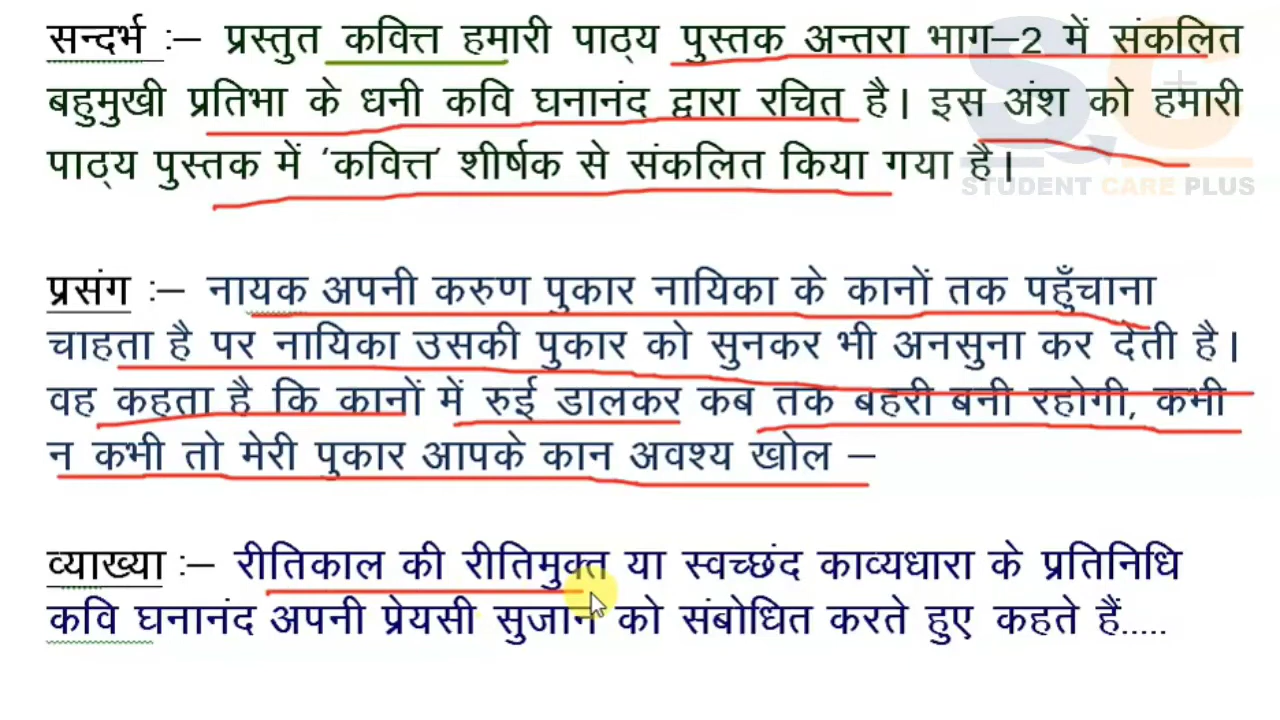 सन्दर्भ :– प्रस्तुत कवित्त हमारी पाठ्य पुस्तक अन्तरा भाग–2 में संकलित
बहुमुखी प्रतिभा के धनी कवि घनानंद द्वारा रचित है। इस अंश को हमारी
पाठ्य पुस्तक में ‘कवित्त’ शीर्षक से संकलित किया गया है।
SC
STUDENT CARE PLUS
प्रसंग :– नायक अपनी करुण पुकार नायिका के कानों तक पहुँचाना
चाहता है पर नायिका उसकी पुकार को सुनकर भी अनसुना कर देती है।
वह कहता है कि कानों में रुई डालकर कब तक बहरी बनी रहोगी, कभी
न कभी तो मेरी पुकार आपके कान अवश्य खोल –
व्याख्या :– रीतिकाल की रीतिमुक्त या स्वच्छंद काव्यधारा के प्रतिनिधि
कवि घनानंद अपनी प्रेयसी सुजान को संबोधित करते हुए कहते हैं.....